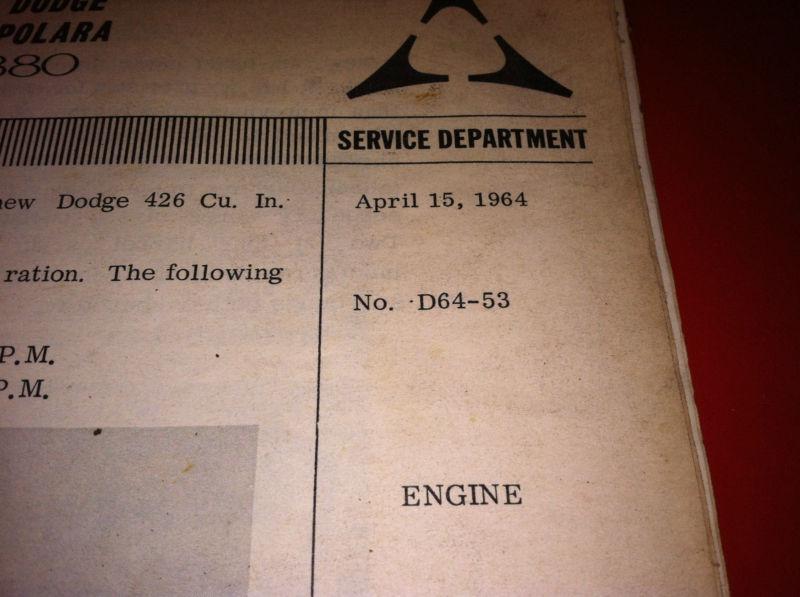 DODGE
POLARA
880
SERVICE DEPARTMENT
new Dodge 426 Cu. In.
April 15, 1964
ration. The following
No. D64-53
P.M.
P.M.
ENGINE